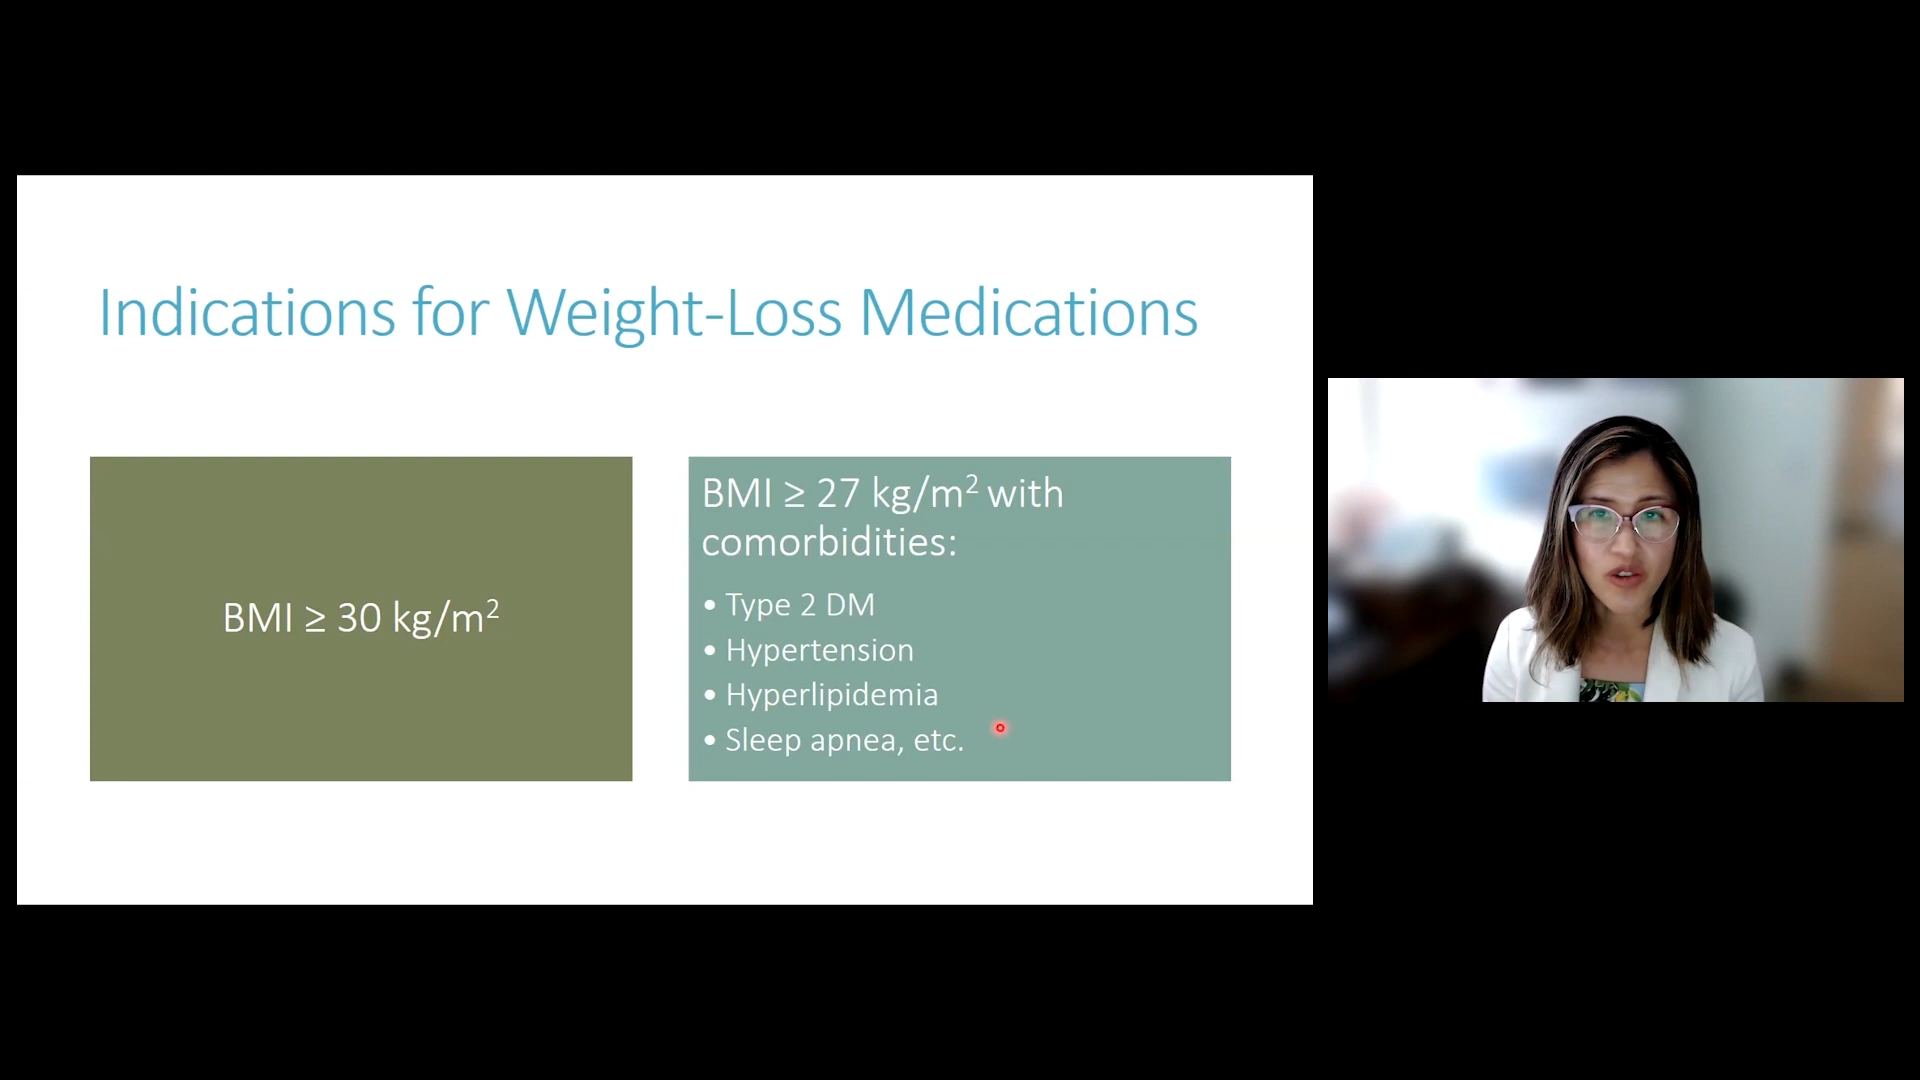 Indications for Weight-Loss Medications
BMI ≥ 30 kg/m²
BMI ≥ 27 kg/m² with
comorbidities:
• Type 2 DM
• Hypertension
• Hyperlipidemia
• Sleep apnea, etc.